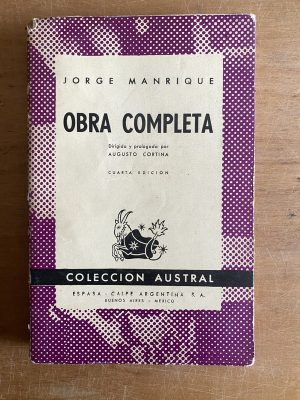 JORGE MANRIQUE
OBRA COMPLETA
Dirigida y prologada por
AUGUSTO CORTINA
CUARTA EDICIÓN
COLECCION AUSTRAL
ESPASA - CALPE ARGENTINA, S. A.
BUENOS AIRES - MEXICO